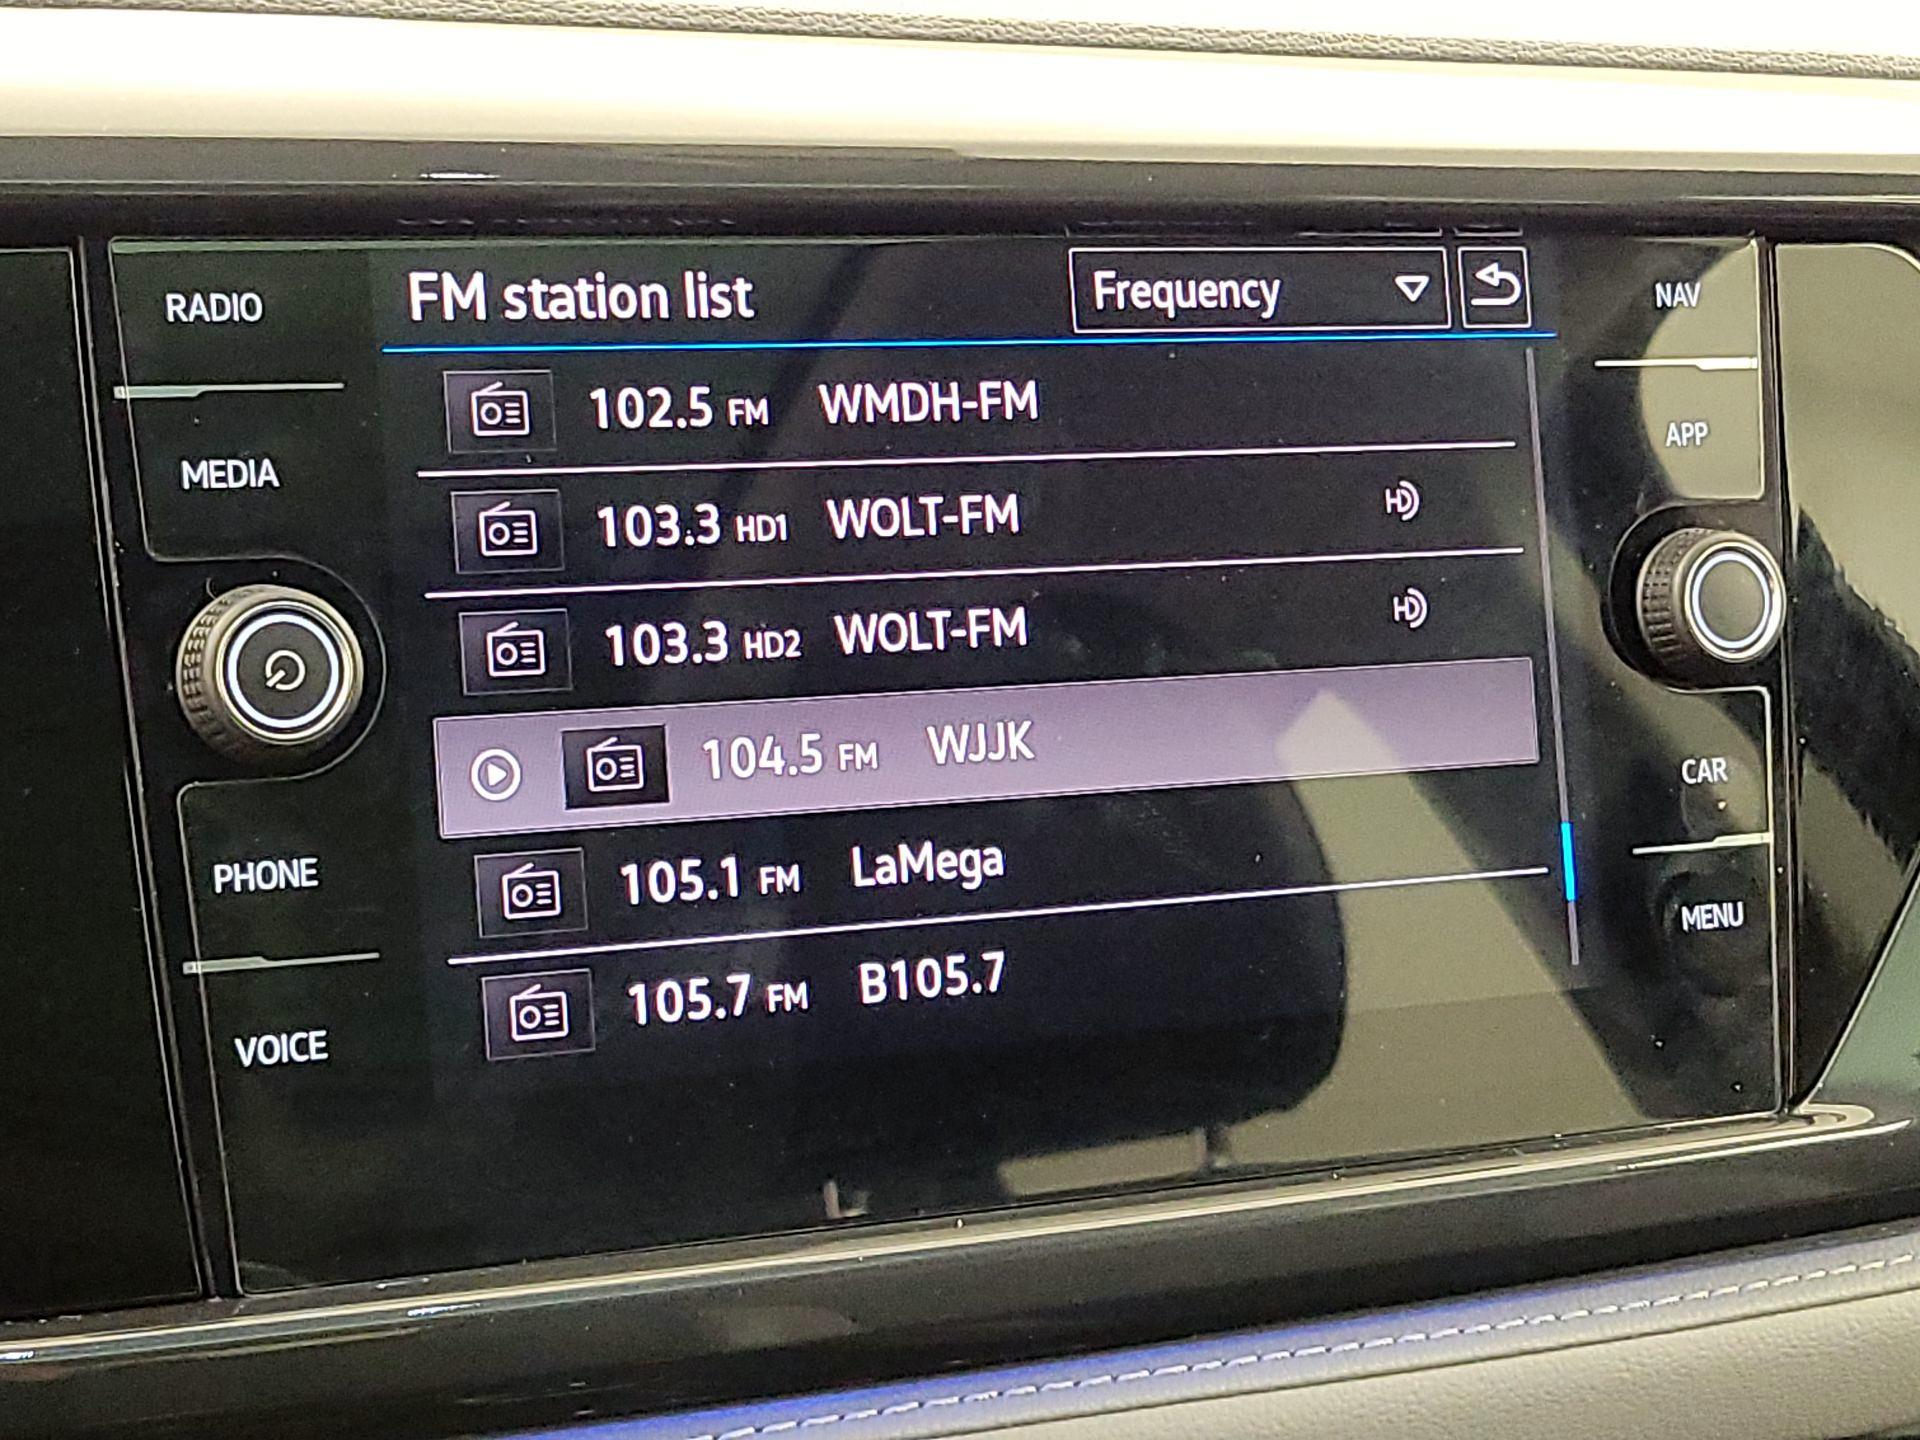 FM station list
Frequency
RADIO
MEDIA
PHONE
VOICE
102.5 FM WMDH-FM
103.3 HD1 WOLT-FM HD
103.3 HD2 WOLT-FM HD
104.5 FM WJJK
105.1 FM LaMega
105.7 FM B105.7
NAV
APP
CAR
MENU